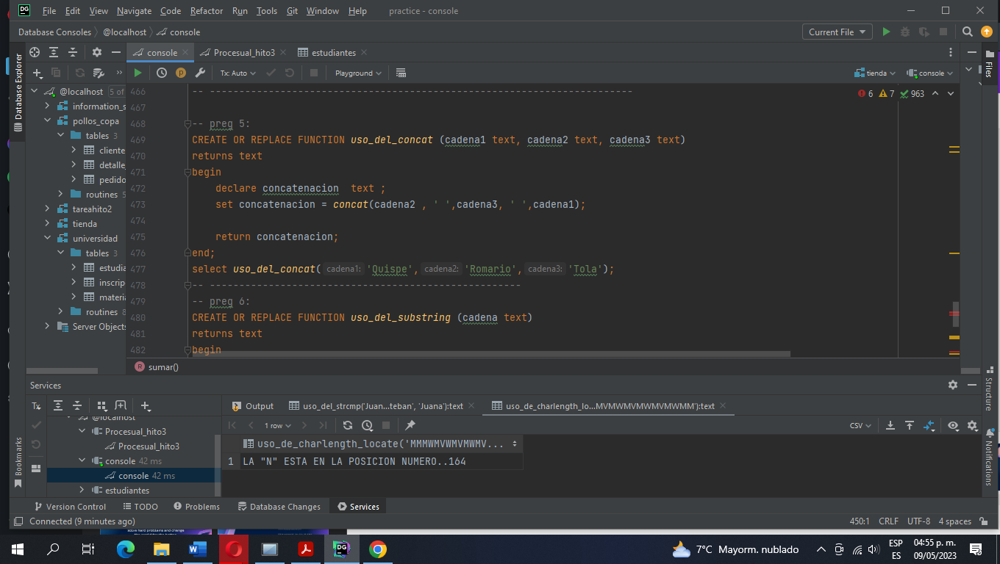 DG File Edit View Navigate Code Refactor Run Tools Git Window Help practice - console
Database Consoles @localhost console Current File
console Procesual_hito3 estudiantes
Tx: Auto Playground tienda console
Database Explorer
Files
@localhost 5 of
information_s
pollos_copa
tables 3
cliente
detalle_
pedido
routines 5
tareahito2
tienda
universidad
tables 3
estudia
inscrip
materia
routines 8
Server Objects
6 7 963
466 -- ------------------------------------------------------------------------
467
468 -- preg 5:
469 CREATE OR REPLACE FUNCTION uso_del_concat (cadena1 text, cadena2 text, cadena3 text)
470 returns text
471 begin
472 declare concatenacion  text ;
473 set concatenacion = concat(cadena2 , ' ',cadena3, ' ',cadena1);
474
475 return concatenacion;
476 end;
477 select uso_del_concat( cadena1: 'Quispe', cadena2: 'Romario', cadena3: 'Tola');
478 -- -----------------------------------------------------
479 -- preg 6:
480 CREATE OR REPLACE FUNCTION uso_del_substring (cadena text)
481 returns text
482 begin
R sumar()
Services
Tx
@localhost
Procesual_hito3
Procesual_hito3
console 42 ms
console 42 ms
estudiantes
Output uso_del_strcmp('Juan...teban', 'Juana'):text uso_de_charlength_lo...MVMWMVMWMVMWMM'):text
1 row CSV
uso_de_charlength_locate('MMMWMVWMVMWMV...
1 LA "N" ESTA EN LA POSICION NUMERO..164
Structure
Notifications
Bookmarks
Version Control TODO Problems Database Changes Services
Connected (9 minutes ago) 450:1 CRLF UTF-8 4 spaces
7°C Mayorm. nublado
ESP
ES
04:55 p. m.
09/05/2023